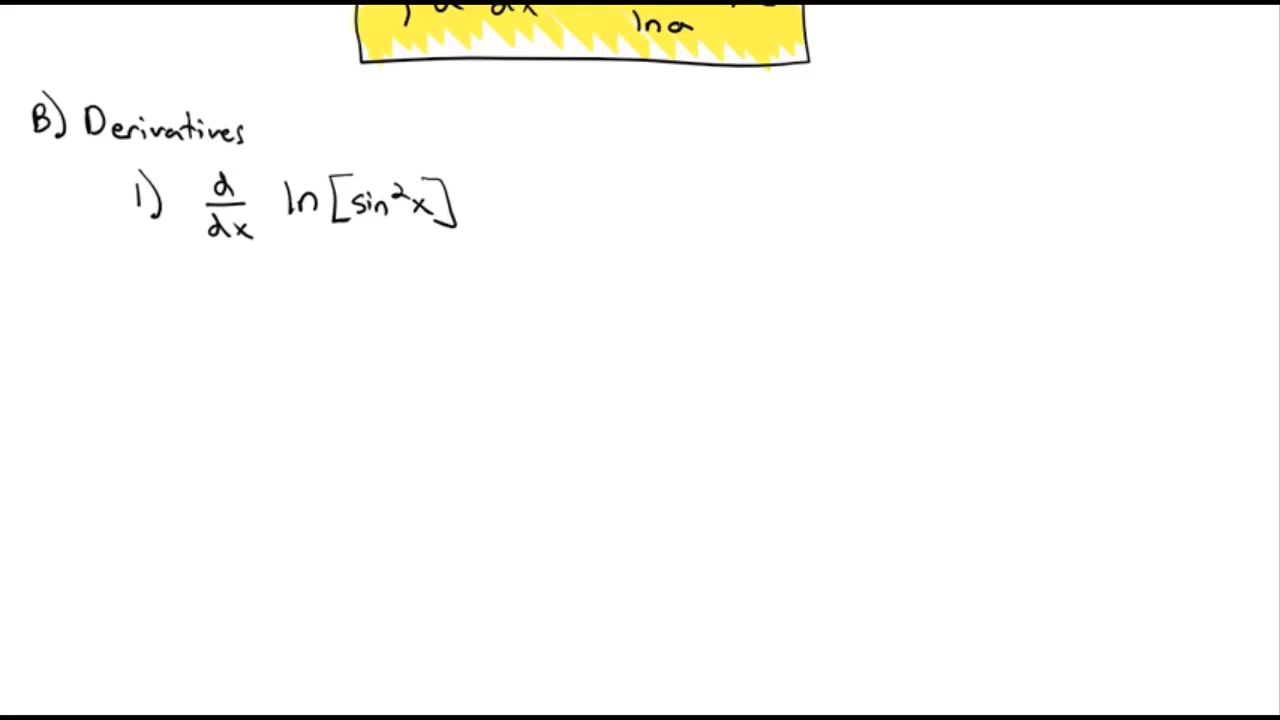 ln a
B) Derivatives
1) d/dx ln[sin²x]